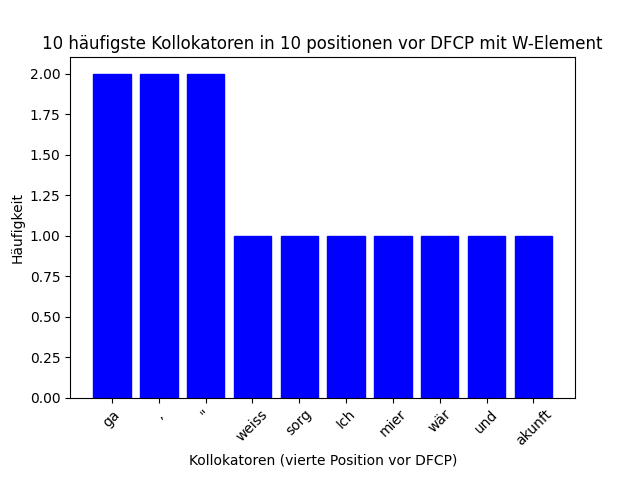 10 häufigste Kollokatoren in 10 positionen vor DFCP mit W-Element
Häufigkeit
2.00
1.75
1.50
1.25
1.00
0.75
0.50
0.25
0.00
ga , " weiss sorg Ich mier wär und akunft
Kollokatoren (vierte Position vor DFCP)